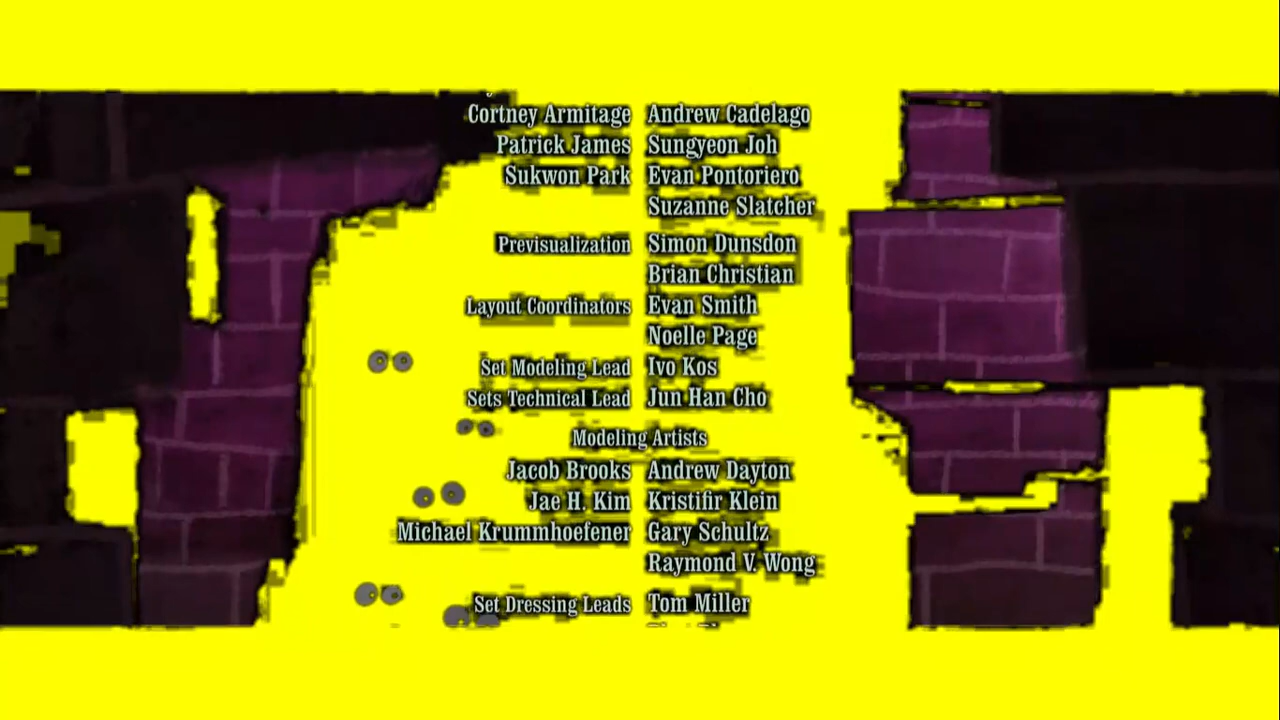 Cortney Armitage Andrew Cadelago
Patrick James Sungyeon Joh
Sukwon Park Evan Pontoriero
Suzanne Slatcher
Previsualization Simon Dunsdon
Brian Christian
Layout Coordinators Evan Smith
Noelle Page
Set Modeling Lead Ivo Kos
Sets Technical Lead Jun Han Cho
Modeling Artists
Jacob Brooks Andrew Dayton
Jae H. Kim Kristifir Klein
Michael Krummhoefener Gary Schultz
Raymond V. Wong
Set Dressing Leads Tom Miller